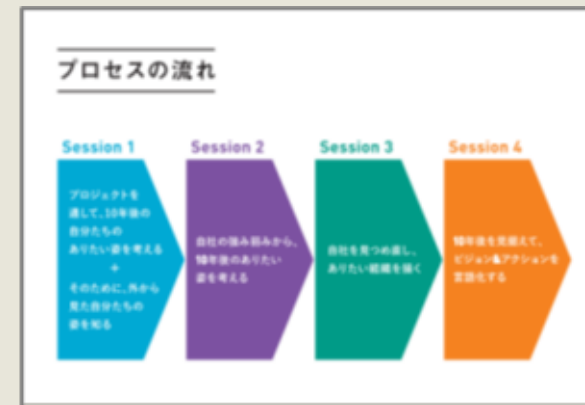 プロセスの流れ
Session 1
プロジェクトを
通して、10年後の
自分たちの
ありたい姿を考える
+
そのために、外から
見た自分たちの
姿を知る
Session 2
自社の強み弱みから、
10年後のありたい
姿を考える
Session 3
自社を見つめ直し、
ありたい組織を描く
Session 4
10年後を見据えて、
ビジョン&アクションを
言語化する